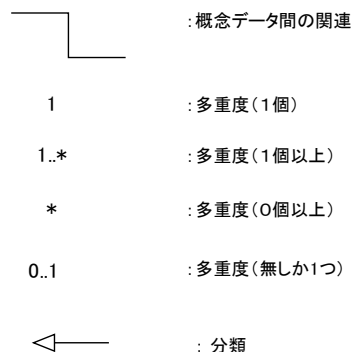 :概念データ間の関連
1 :多重度(1個)
1..* :多重度(1個以上)
* :多重度(0個以上)
0..1 :多重度(無しか1つ)
: 分類